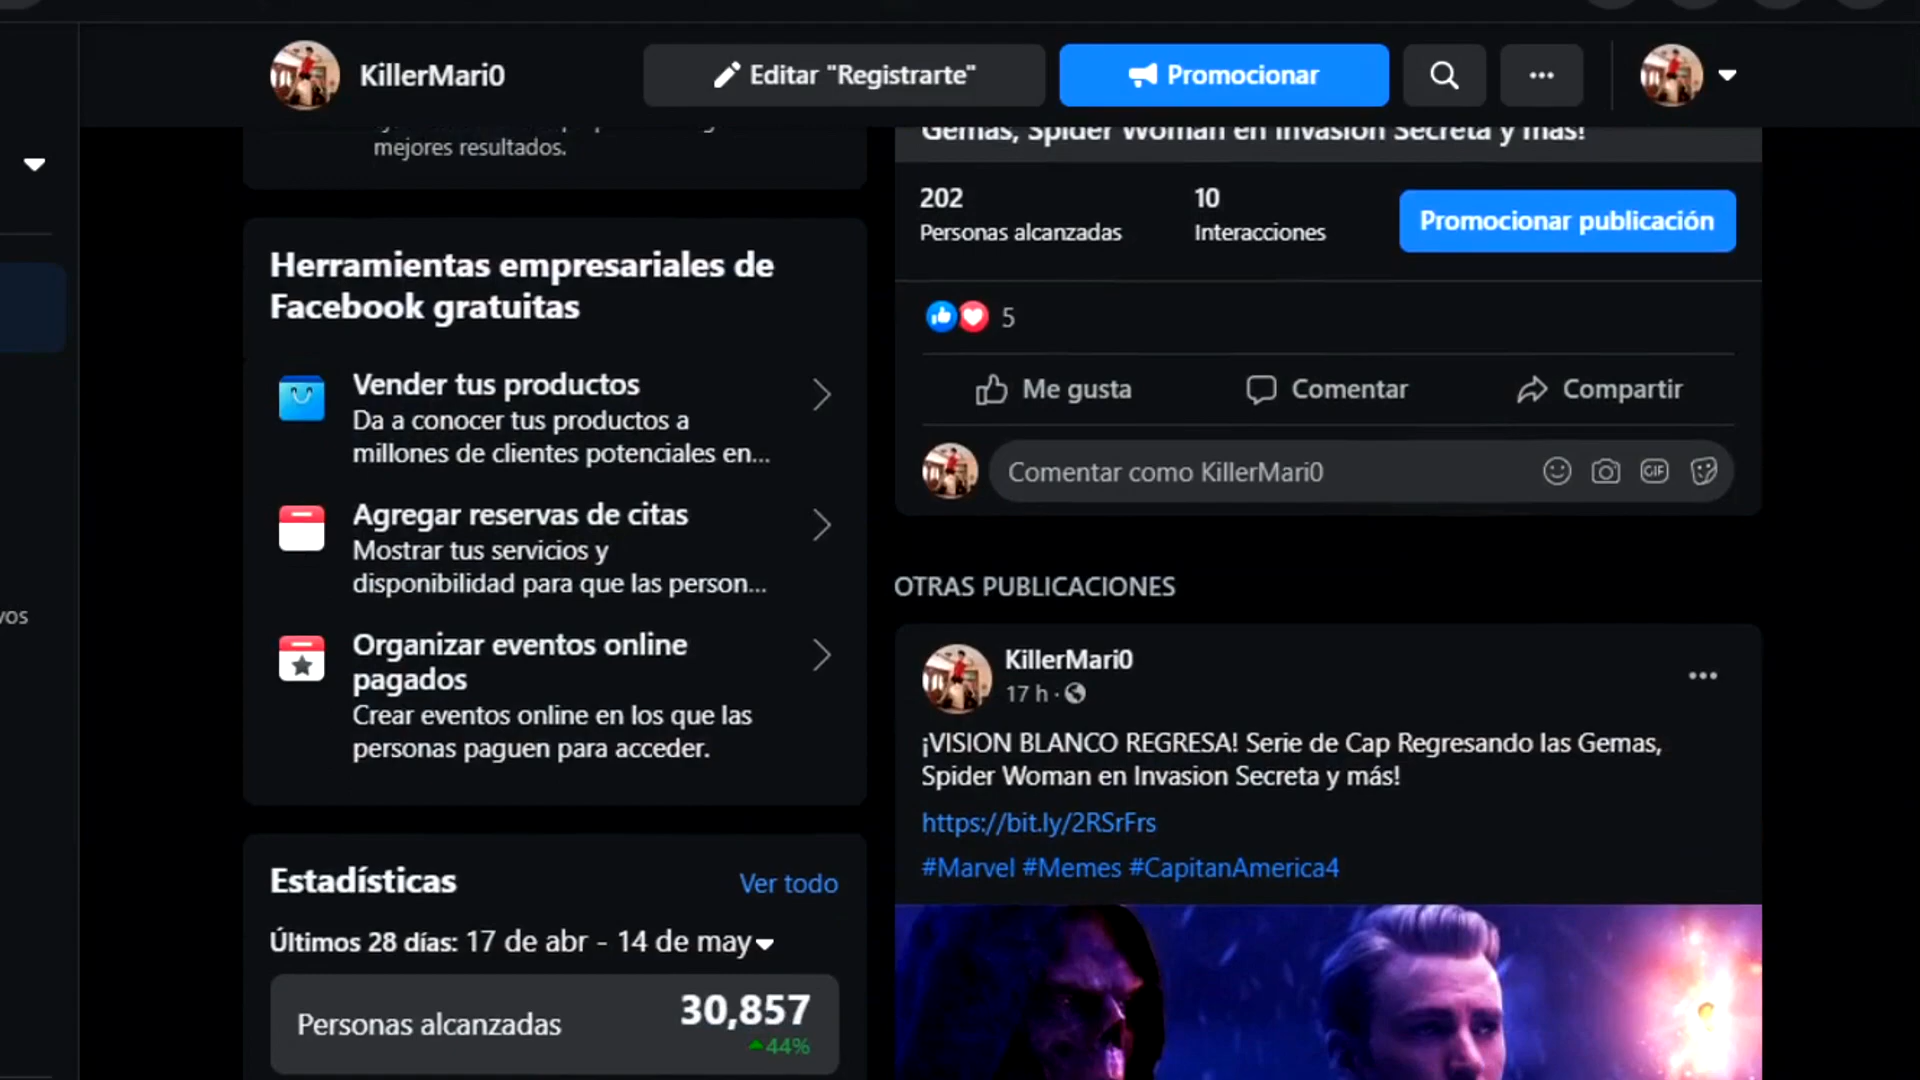 KillerMari0
Editar "Registrarte"
Promocionar
mejores resultados.
Herramientas empresariales de
Facebook gratuitas
Vender tus productos
Da a conocer tus productos a
millones de clientes potenciales en...
Agregar reservas de citas
Mostrar tus servicios y
disponibilidad para que las person...
Organizar eventos online
pagados
Crear eventos online en los que las
personas paguen para acceder.
Estadísticas
Ver todo
Últimos 28 días: 17 de abr - 14 de may
Personas alcanzadas
30,857
44%
Gemas, Spider Woman en Invasion Secreta y más!
202
Personas alcanzadas
10
Interacciones
Promocionar publicación
5
Me gusta
Comentar
Compartir
Comentar como KillerMari0
GIF
OTRAS PUBLICACIONES
KillerMari0
17 h ·
¡VISION BLANCO REGRESA! Serie de Cap Regresando las Gemas,
Spider Woman en Invasion Secreta y más!
https://bit.ly/2RSrFrs
#Marvel #Memes #CapitanAmerica4